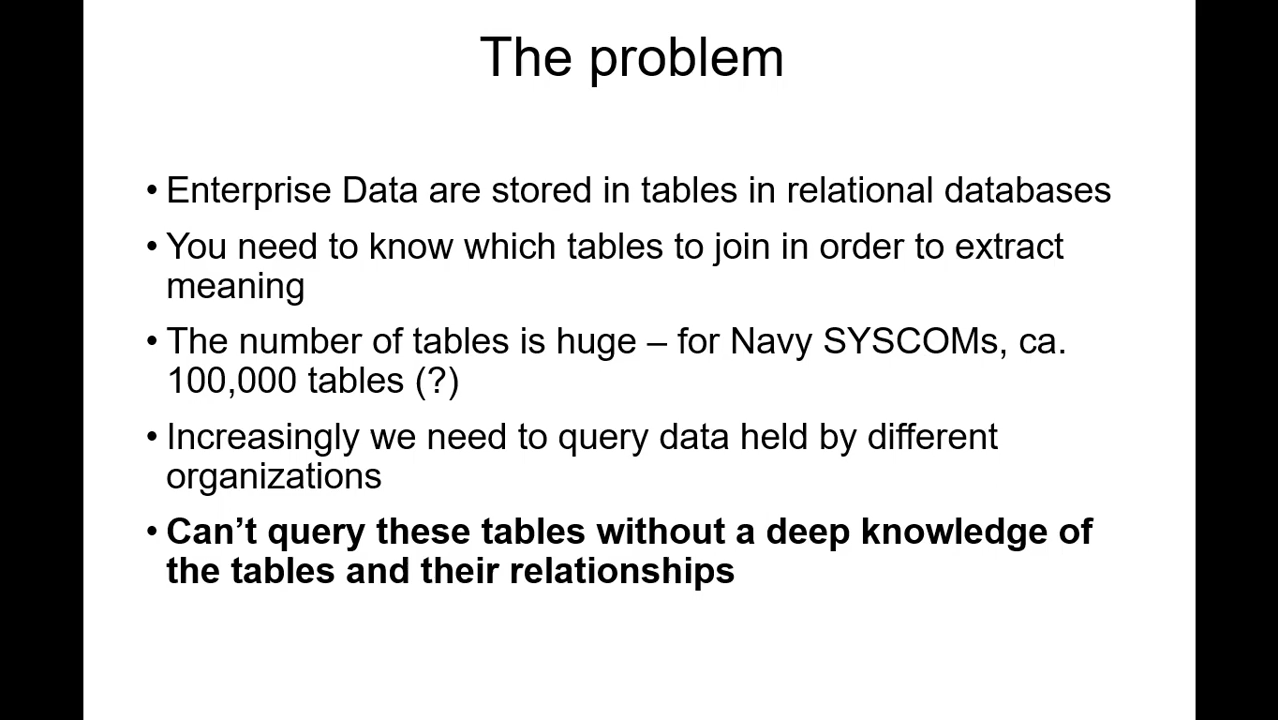 The problem
• Enterprise Data are stored in tables in relational databases
• You need to know which tables to join in order to extract
meaning
• The number of tables is huge – for Navy SYSCOMs, ca.
100,000 tables (?)
• Increasingly we need to query data held by different
organizations
• Can’t query these tables without a deep knowledge of
the tables and their relationships